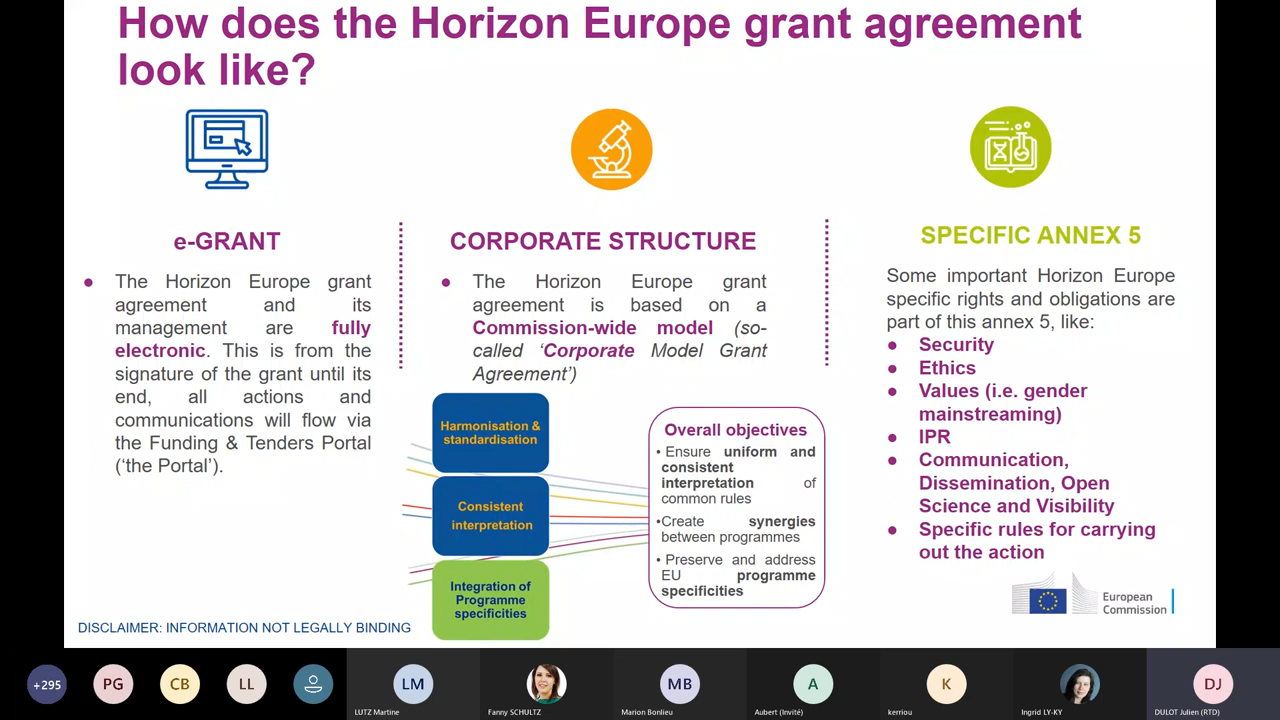 How does the Horizon Europe grant agreement
look like?
e-GRANT
● The Horizon Europe grant
agreement and its
management are fully
electronic. This is from the
signature of the grant until its
end, all actions and
communications will flow via
the Funding & Tenders Portal
(‘the Portal’).
CORPORATE STRUCTURE
● The Horizon Europe grant
agreement is based on a
Commission-wide model (so-
called ‘Corporate Model Grant
Agreement’)
Harmonisation &
standardisation
Consistent
interpretation
Integration of
Programme
specificities
Overall objectives
• Ensure uniform and
consistent
interpretation of
common rules
•Create synergies
between programmes
• Preserve and address
EU programme
specificities
SPECIFIC ANNEX 5
Some important Horizon Europe
specific rights and obligations are
part of this annex 5, like:
● Security
● Ethics
● Values (i.e. gender
mainstreaming)
● IPR
● Communication,
Dissemination, Open
Science and Visibility
● Specific rules for carrying
out the action
European
Commission
DISCLAIMER: INFORMATION NOT LEGALLY BINDING
+295
PG
CB
LL
LM
LUTZ Martine
Fanny SCHULTZ
MB
Marion Bonlieu
A
Aubert (Invité)
K
kerriou
Ingrid LY-KY
DJ
DULOT Julien (RTD)